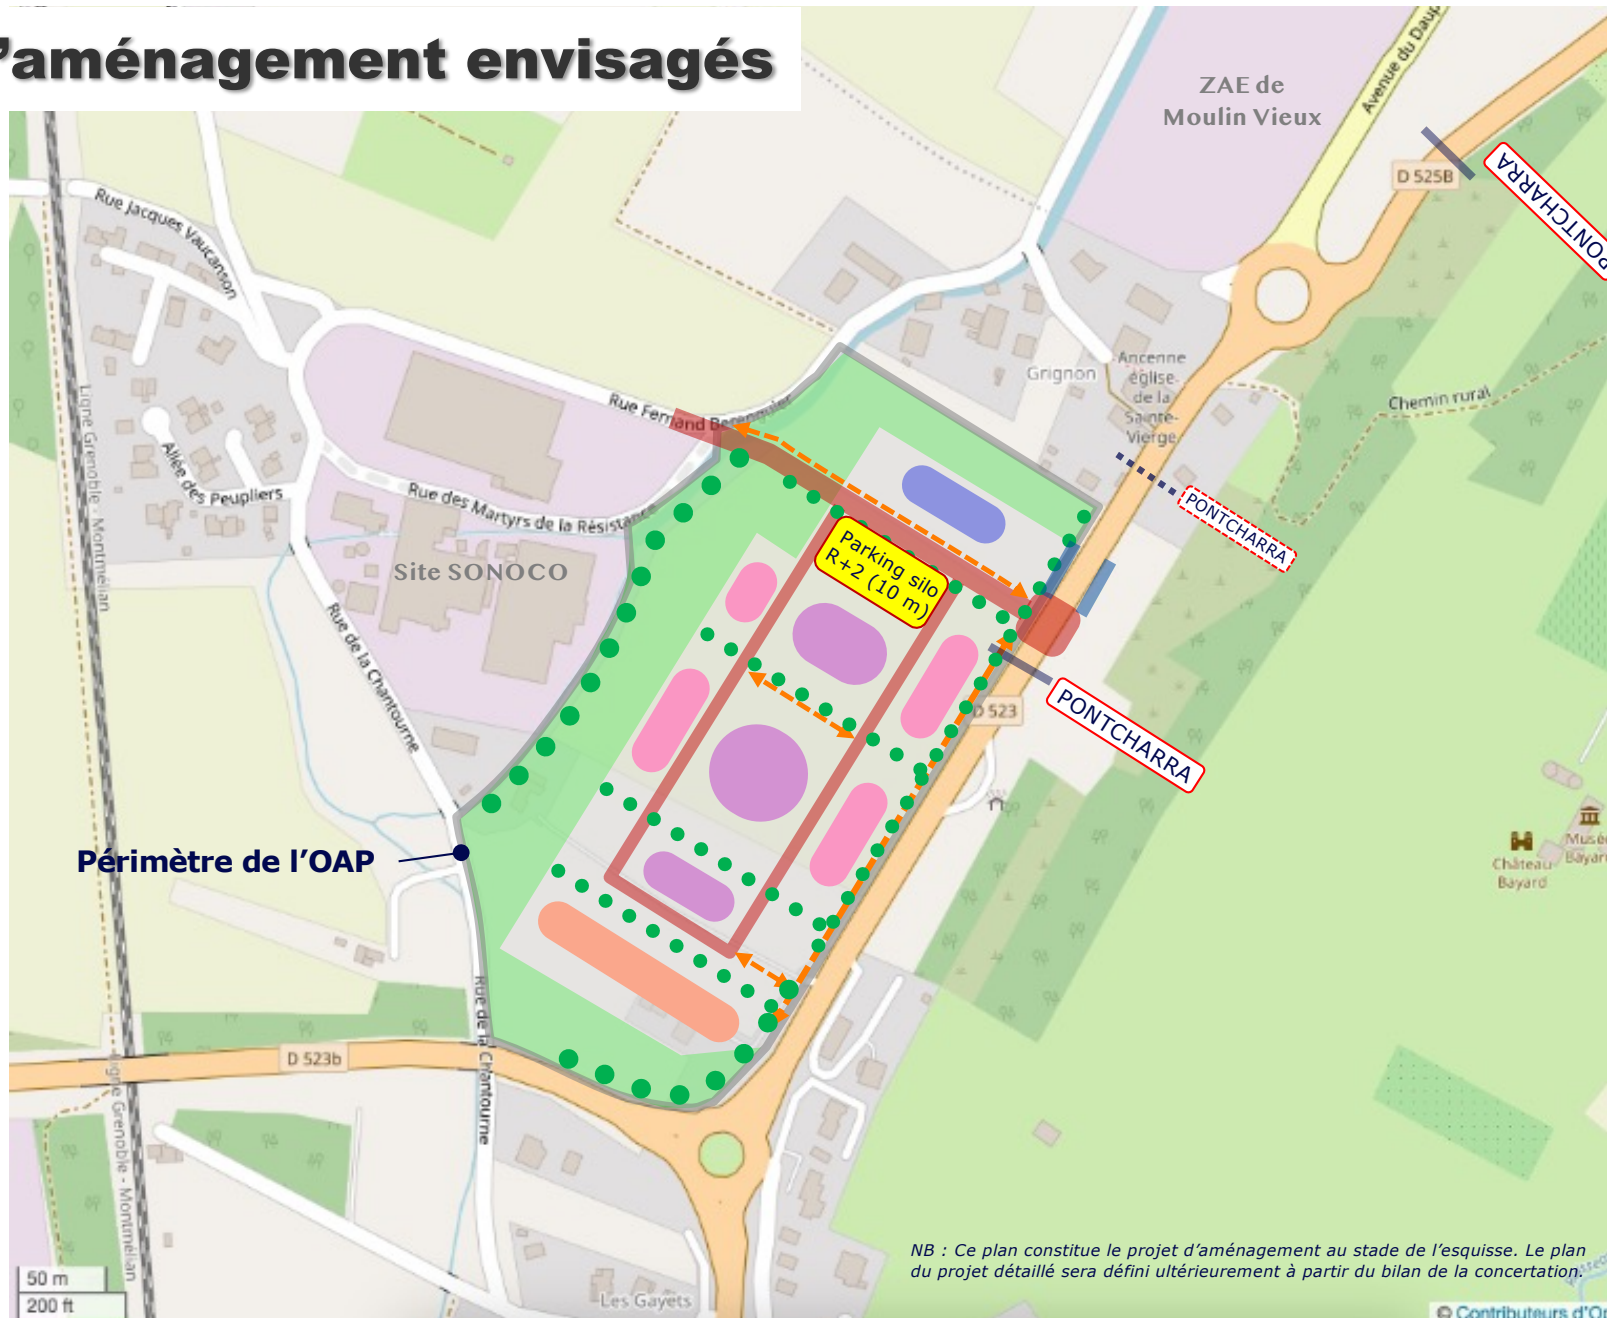 ’aménagement envisagés
ZAE de
Moulin Vieux
Avenue du Daup
D 525B
PONTCHARRA
Rue Jacques Vaucanson
Ligne Grenoble - Montmélian
Rue Fernand Berenguier
Grignon
Ancenne
église
de la
Sainte-
Vierge
Chemin rural
Allée des Peupliers
Rue des Martyrs de la Résistance
PONTCHARRA
Parking silo
R+2 (10 m)
Site SONOCO
Rue de la Chantourne
D 523
PONTCHARRA
Château
Bayard
Musée
Bayard
Périmètre de l’OAP
Rue de la Chantourne
D 523b
Ligne Grenoble - Montmélian
NB : Ce plan constitue le projet d’aménagement au stade de l’esquisse. Le plan
du projet détaillé sera défini ultérieurement à partir du bilan de la concertation.
50 m
200 ft
Les Gayets
© Contributeurs d’O